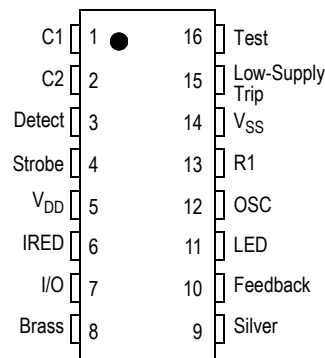 C1 1 16 Test
C2 2 15 Low-Supply
Trip
Detect 3 14 VSS
Strobe 4 13 R1
VDD 5 12 OSC
IRED 6 11 LED
I/O 7 10 Feedback
Brass 8 9 Silver